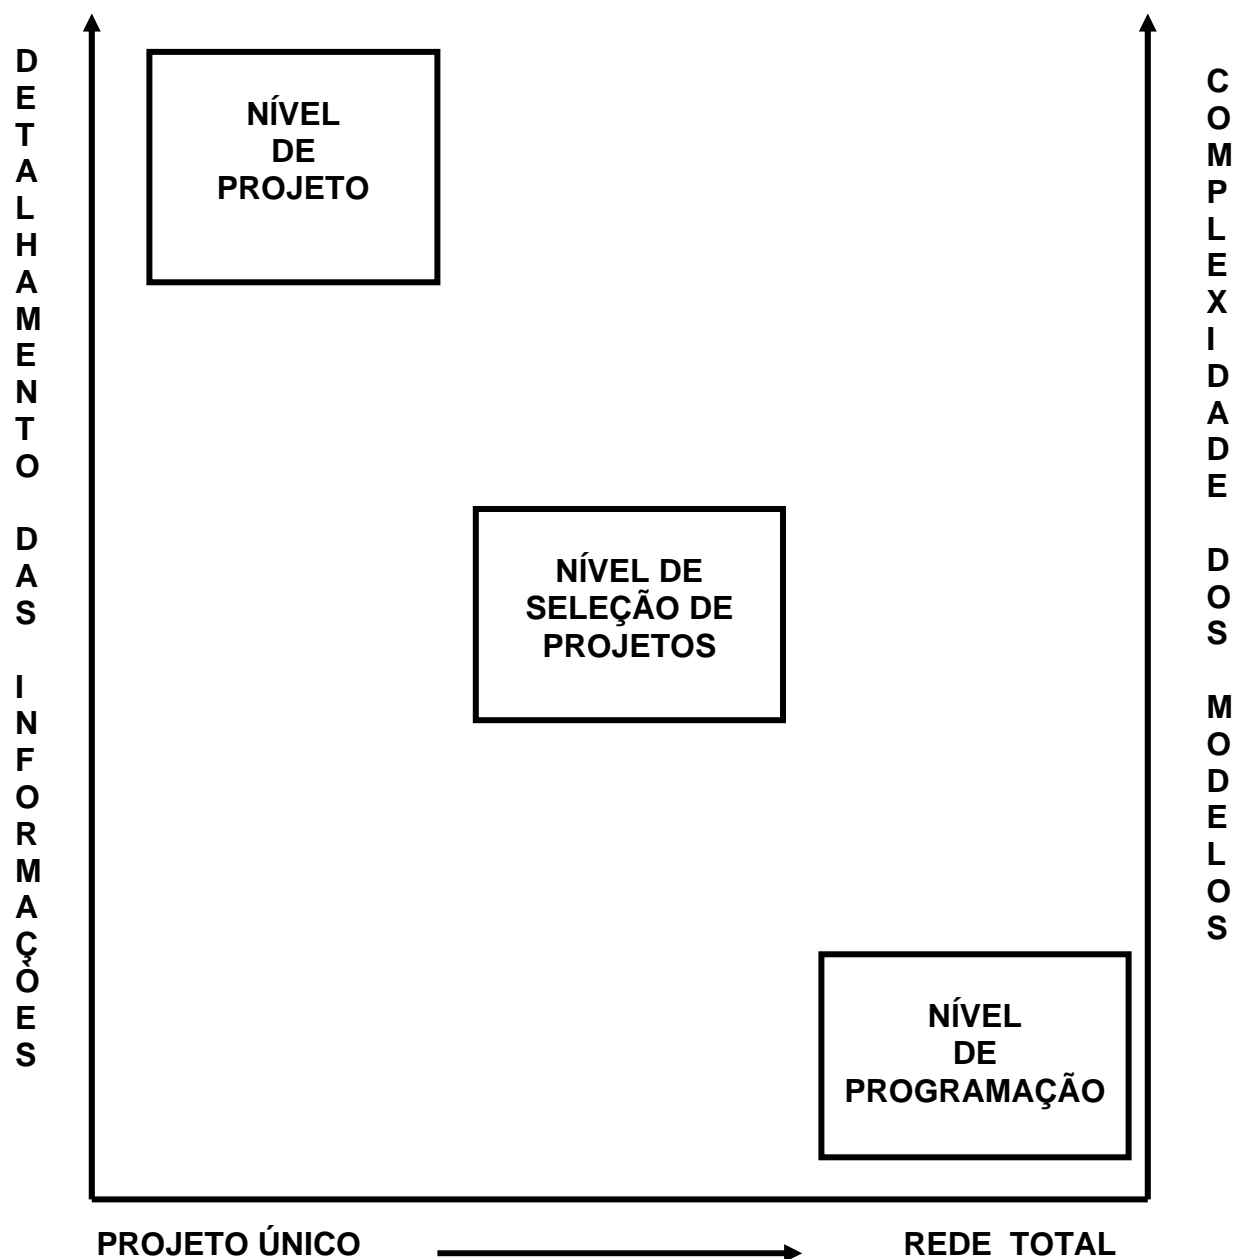 DETALHAMENTO DAS INFORMAÇÕES
NÍVEL
DE
PROJETO
NÍVEL DE
SELEÇÃO DE
PROJETOS
NÍVEL
DE
PROGRAMAÇÃO
COMPLEXIDADE DOS MODELOS
PROJETO ÚNICO
REDE TOTAL